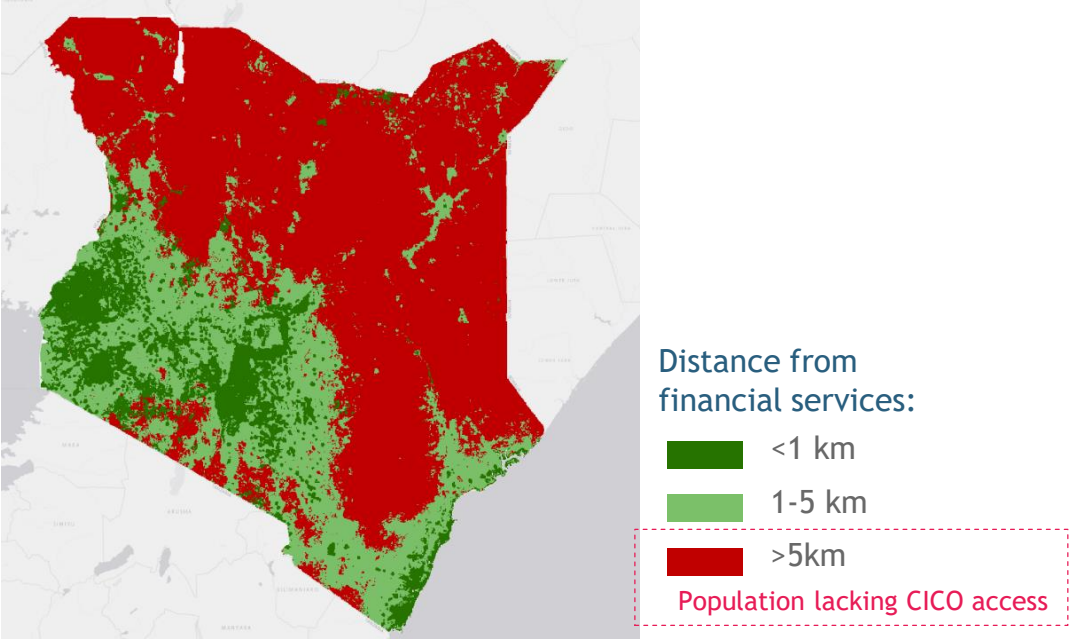 Distance from
financial services:
<1 km
1-5 km
>5km
Population lacking CICO access